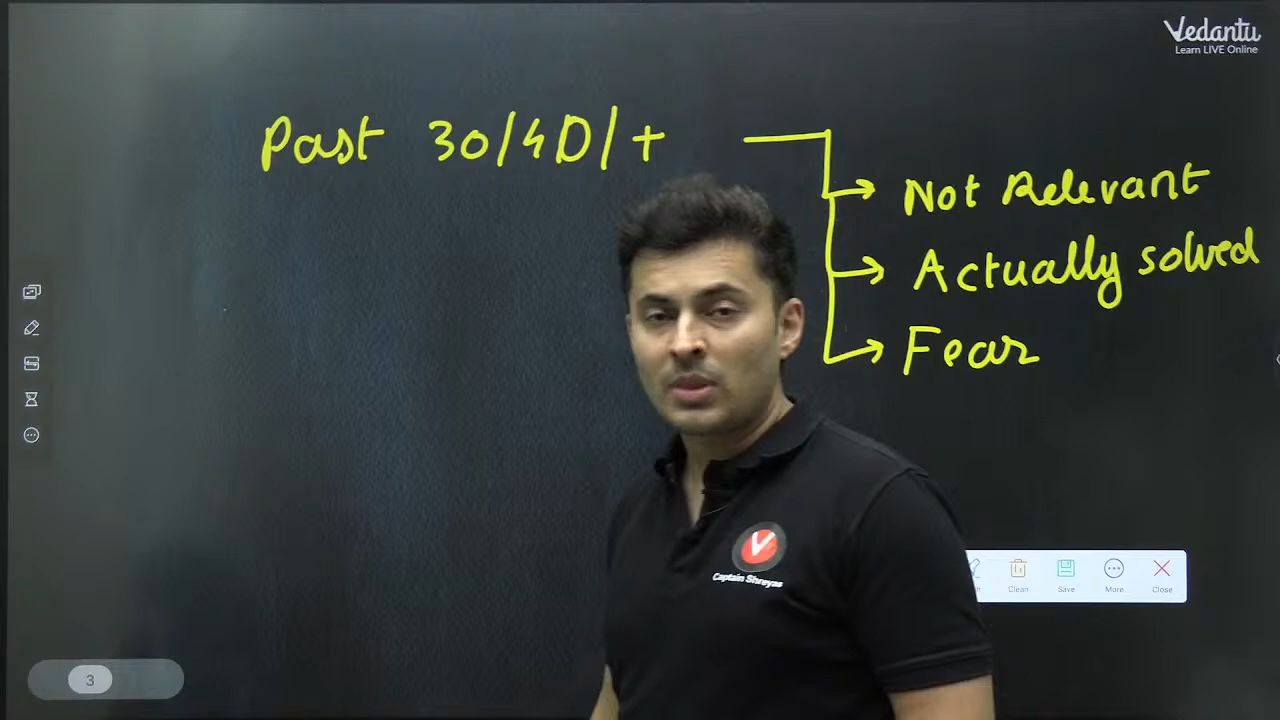 Vedantu
Learn LIVE Online
Past 30/40/+
Not Relevant
Actually solved
Fear
Captain Shreyas
Clean
Save
More
Close
3